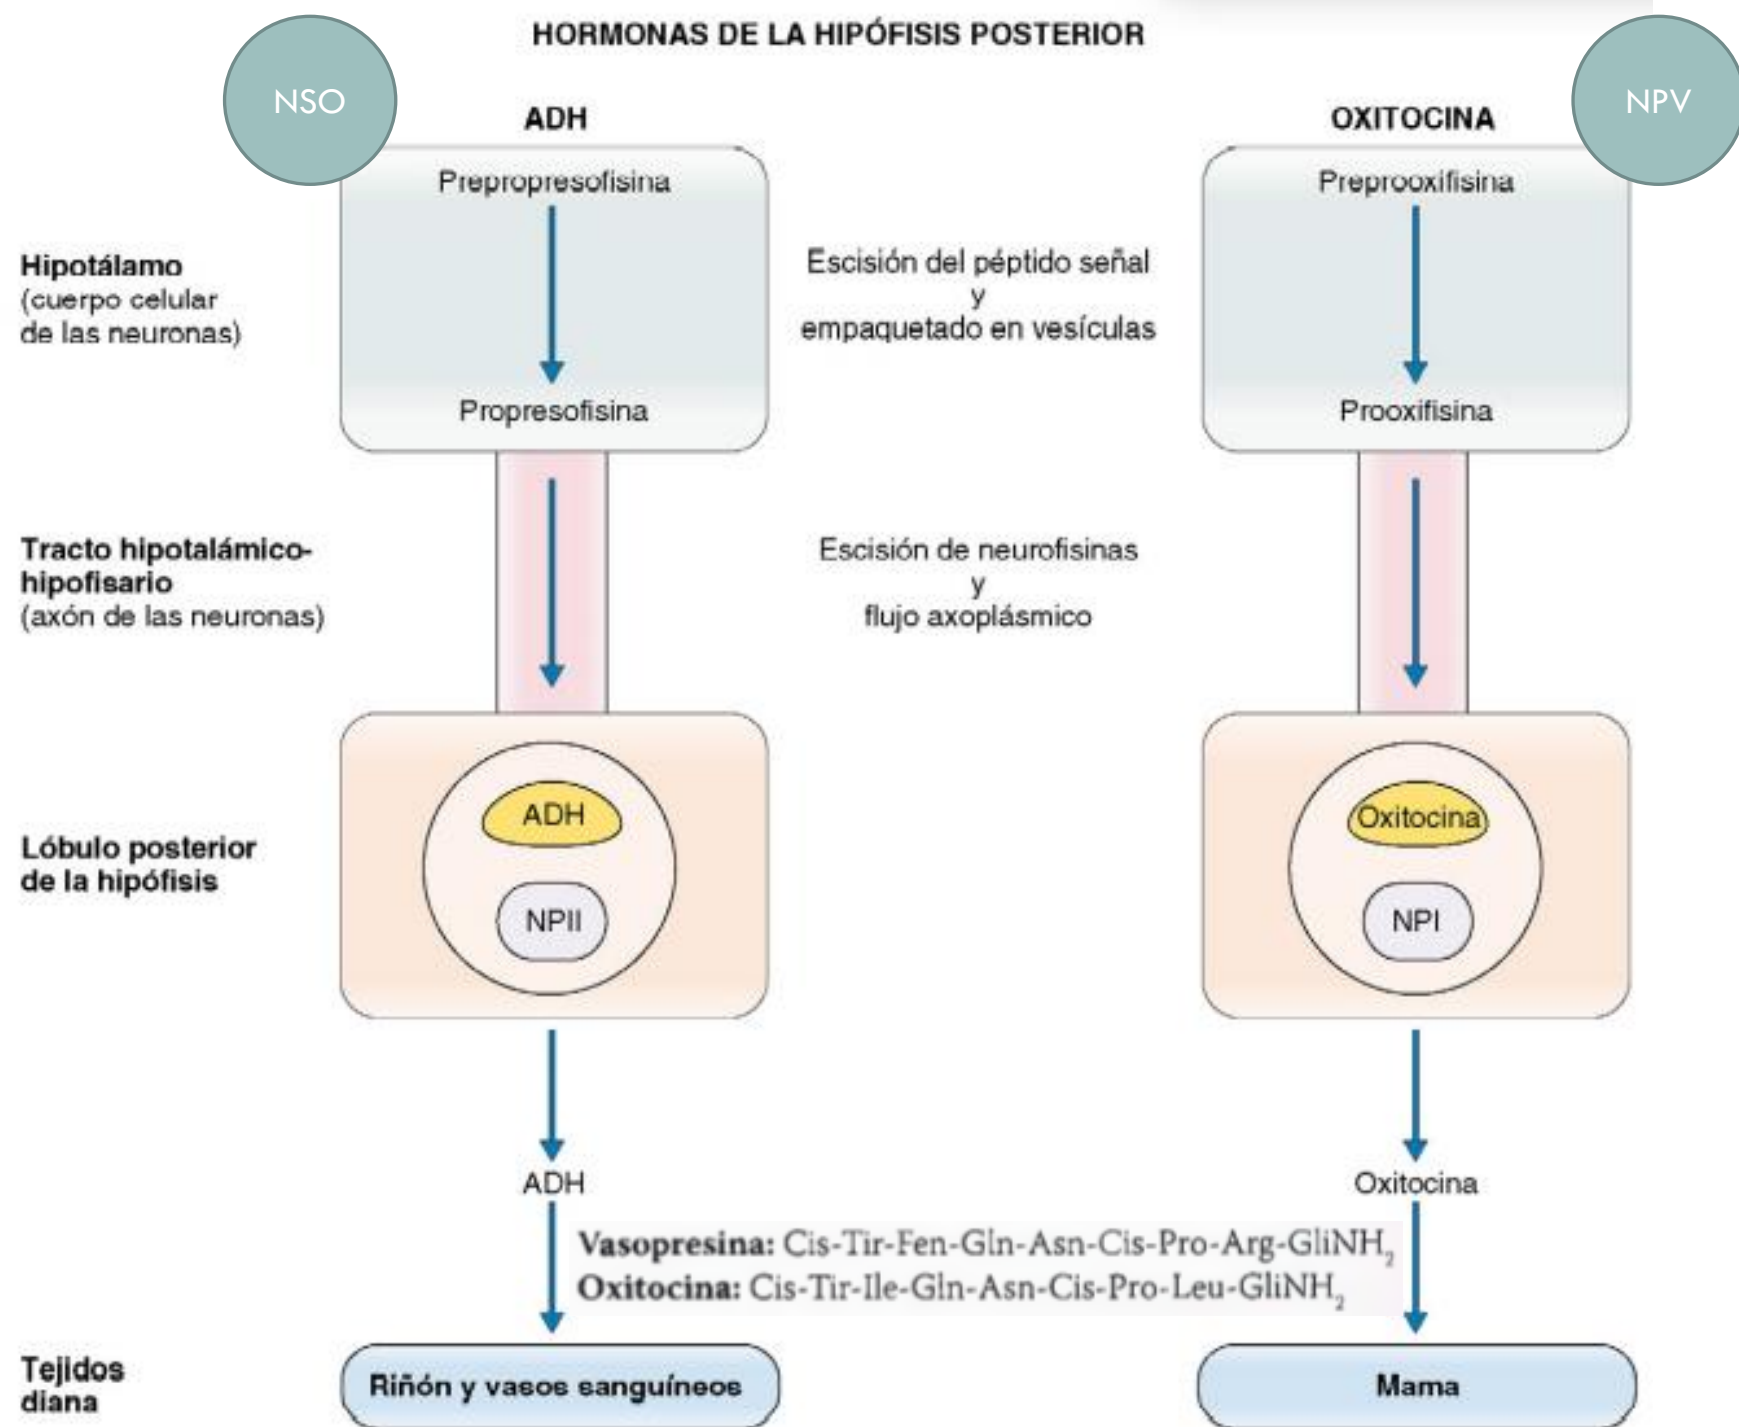 HORMONAS DE LA HIPÓFISIS POSTERIOR
NSO
NPV
ADH
OXITOCINA
Prepropresofisina
Preprooxifisina
Hipotálamo
(cuerpo celular
de las neuronas)
Escisión del péptido señal
y
empaquetado en vesículas
Propresofisina
Prooxifisina
Tracto hipotalámico-
hipofisario
(axón de las neuronas)
Escisión de neurofisinas
y
flujo axoplásmico
Lóbulo posterior
de la hipófisis
ADH
NPII
Oxitocina
NPI
ADH
Oxitocina
Vasopresina: Cis-Tir-Fen-Gln-Asn-Cis-Pro-Arg-GliNH₂
Oxitocina: Cis-Tir-Ile-Gln-Asn-Cis-Pro-Leu-GliNH₂
Tejidos
diana
Riñón y vasos sanguíneos
Mama